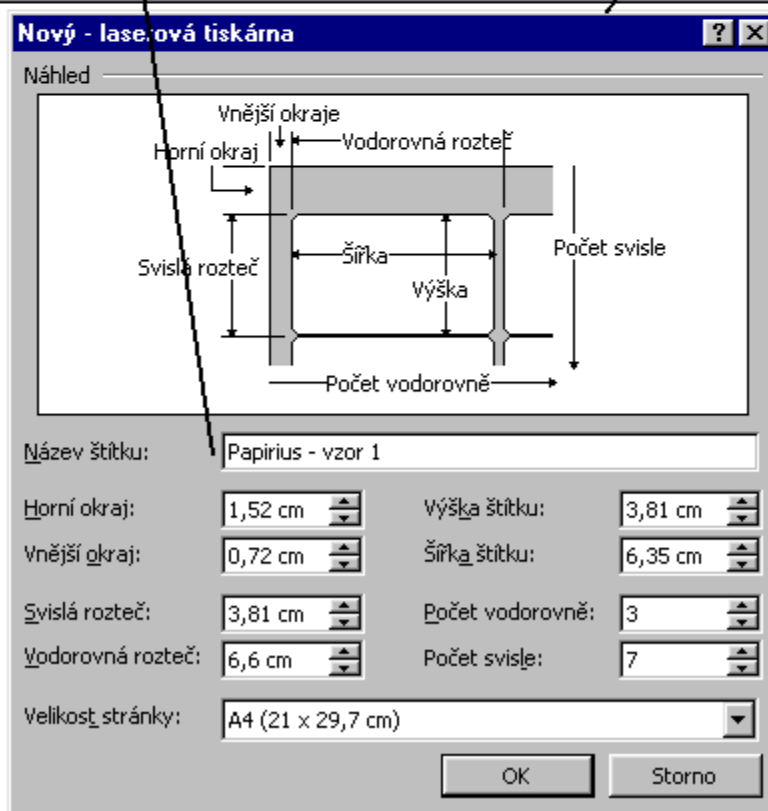 Nový - laserová tiskárna
Náhled
Vnější okraje
Vodorovná rozteč
Horní okraj
Svislá rozteč
Šířka
Počet svisle
Výška
Počet vodorovně
Název štítku: Papirius - vzor 1
Horní okraj: 1,52 cm Výška štítku: 3,81 cm
Vnější okraj: 0,72 cm Šířka štítku: 6,35 cm
Svislá rozteč: 3,81 cm Počet vodorovně: 3
Vodorovná rozteč: 6,6 cm Počet svisle: 7
Velikost stránky: A4 (21 x 29,7 cm)
OK Storno